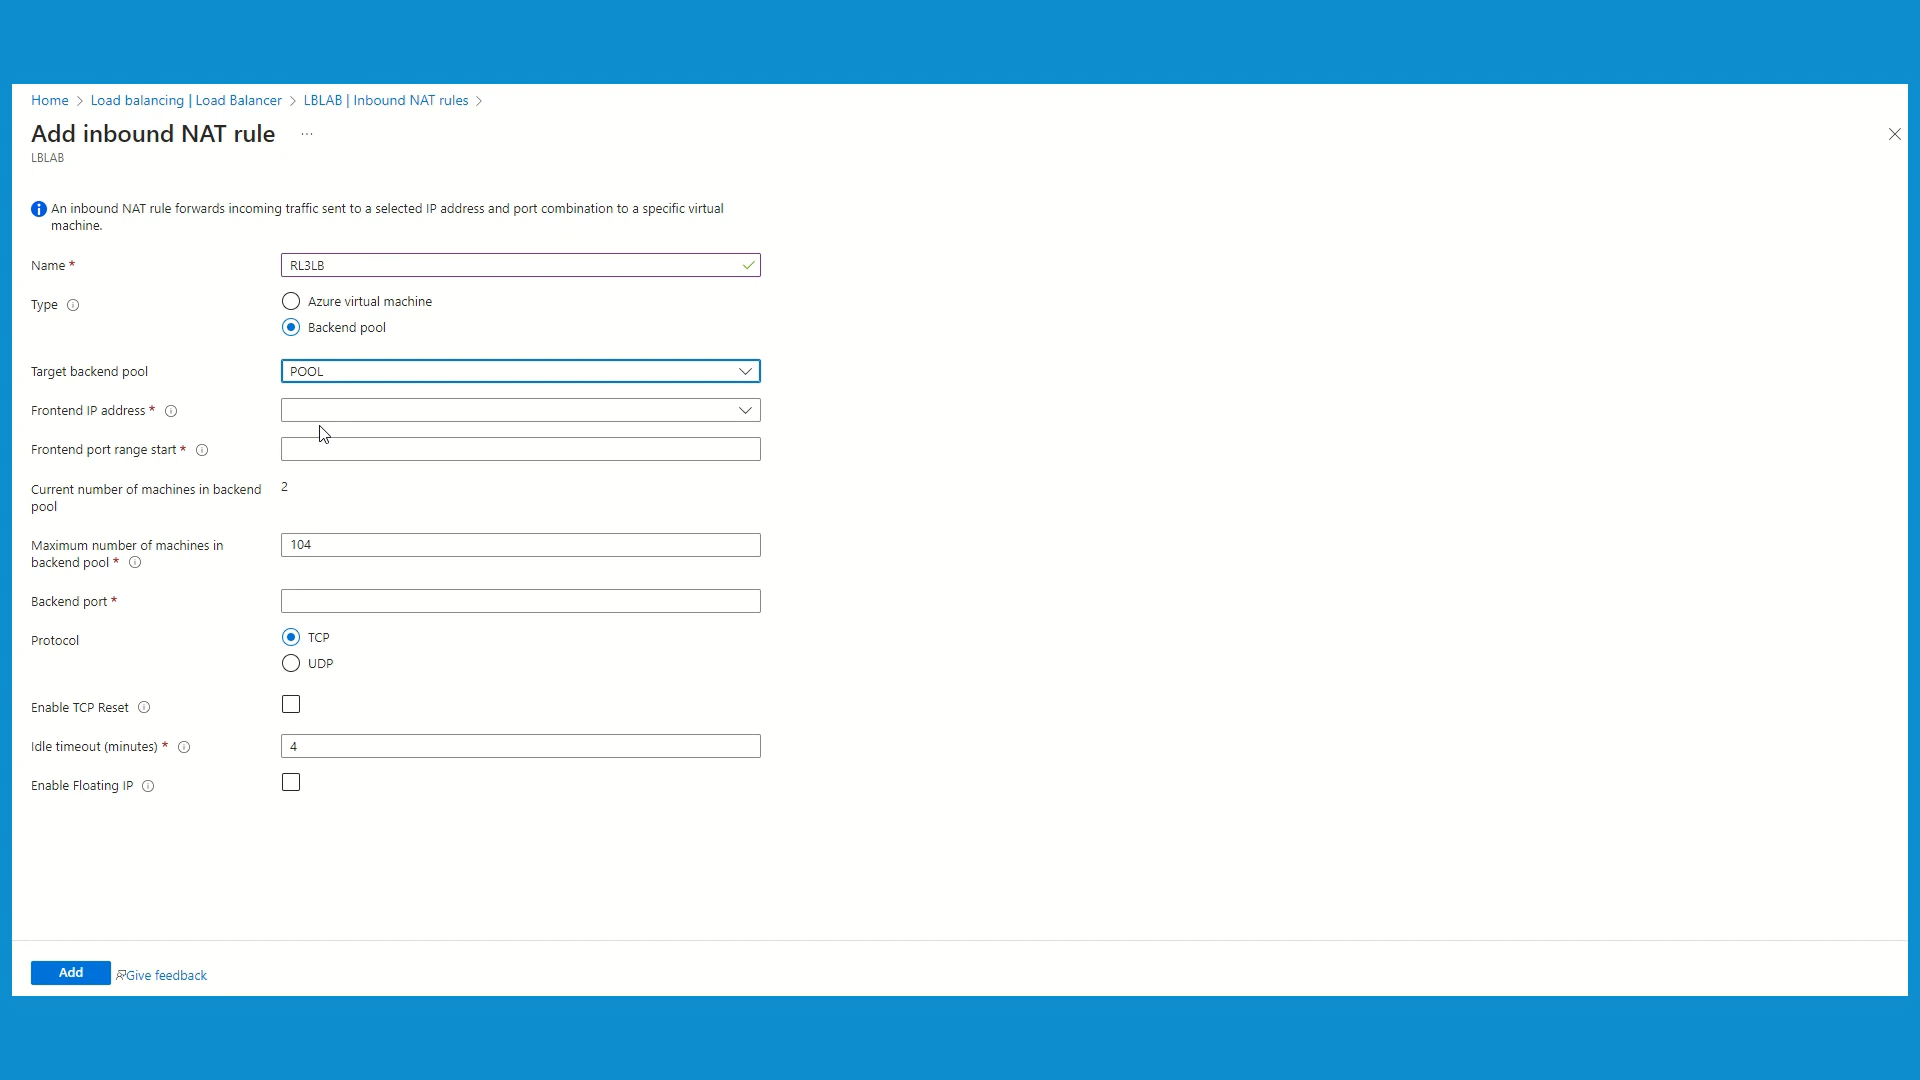 Home > Load balancing | Load Balancer > LBLAB | Inbound NAT rules >
Add inbound NAT rule ...
LBLAB
An inbound NAT rule forwards incoming traffic sent to a selected IP address and port combination to a specific virtual
machine.
Name * RL3LB
Type
Azure virtual machine
Backend pool
Target backend pool POOL
Frontend IP address *
Frontend port range start *
Current number of machines in backend 2
pool
Maximum number of machines in 104
backend pool *
Backend port *
Protocol TCP
UDP
Enable TCP Reset
Idle timeout (minutes) * 4
Enable Floating IP
Add Give feedback